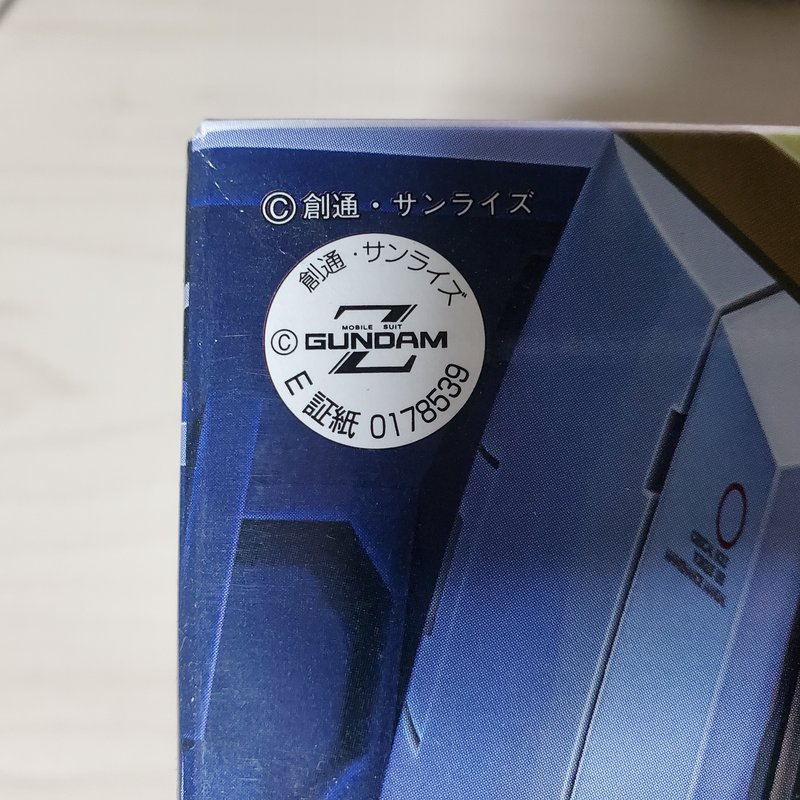 © 創通・サンライズ
創通・サンライズ
MOBILE SUIT
Z
© GUNDAM
E 証紙 0178539